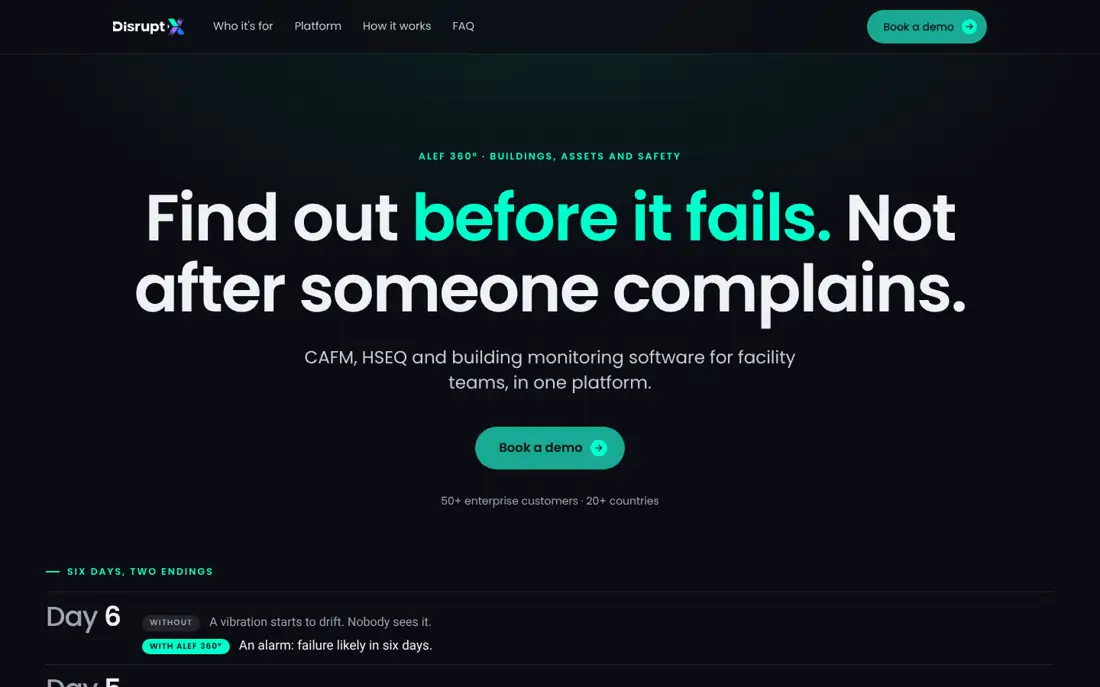 DisruptX
Who it's for
Platform
How it works
FAQ
Book a demo
ALEF 360° · BUILDINGS, ASSETS AND SAFETY
Find out before it fails. Not
after someone complains.
CAFM, HSEQ and building monitoring software for facility
teams, in one platform.
Book a demo
50+ enterprise customers · 20+ countries
SIX DAYS, TWO ENDINGS
Day 6
WITHOUT A vibration starts to drift. Nobody sees it.
WITH ALEF 360° An alarm: failure likely in six days.
Day 5